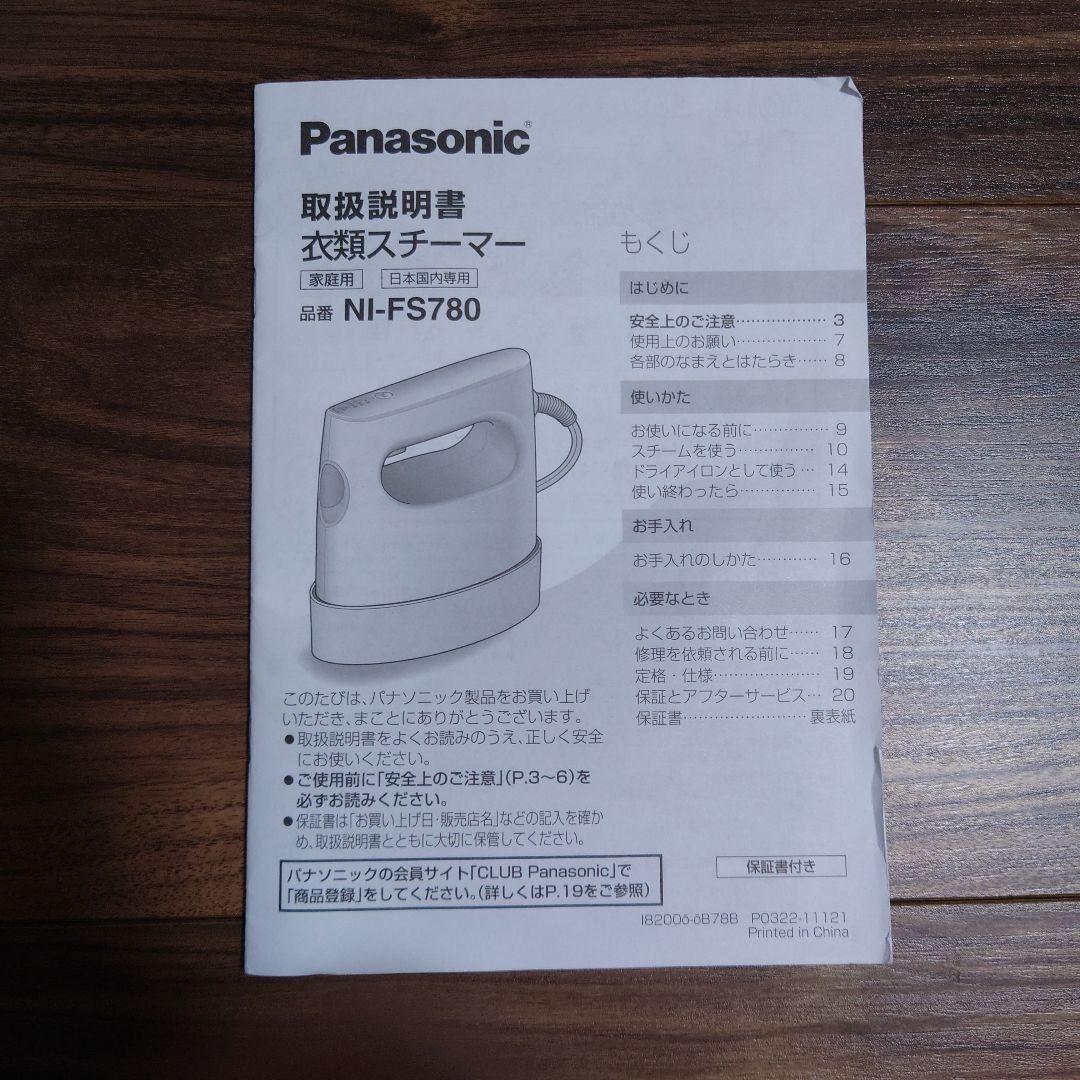 Panasonic®
取扱説明書
衣類スチーマー
家庭用 日本国内専用
品番 NI-FS780
もくじ
はじめに
安全上のご注意……………… 3
使用上のお願い……………… 7
各部のなまえとはたらき…… 8
使いかた
お使いになる前に…………… 9
スチームを使う…………… 10
ドライアイロンとして使う… 14
使い終わったら…………… 15
お手入れ
お手入れのしかた………… 16
必要なとき
よくあるお問い合わせ…… 17
修理を依頼される前に…… 18
定格・仕様………………… 19
保証とアフターサービス… 20
保証書…………………… 裏表紙
このたびは、パナソニック製品をお買い上げ
いただき、まことにありがとうございます。
●取扱説明書をよくお読みのうえ、正しく安全
にお使いください。
●ご使用前に「安全上のご注意」(P.3～6)を
必ずお読みください。
●保証書は「お買い上げ日・販売店名」などの記入を確か
め、取扱説明書とともに大切に保管してください。
パナソニックの会員サイト「CLUB Panasonic」で
「商品登録」をしてください。(詳しくはP.19をご参照)
保証書付き
P0322-11121
Printed in China